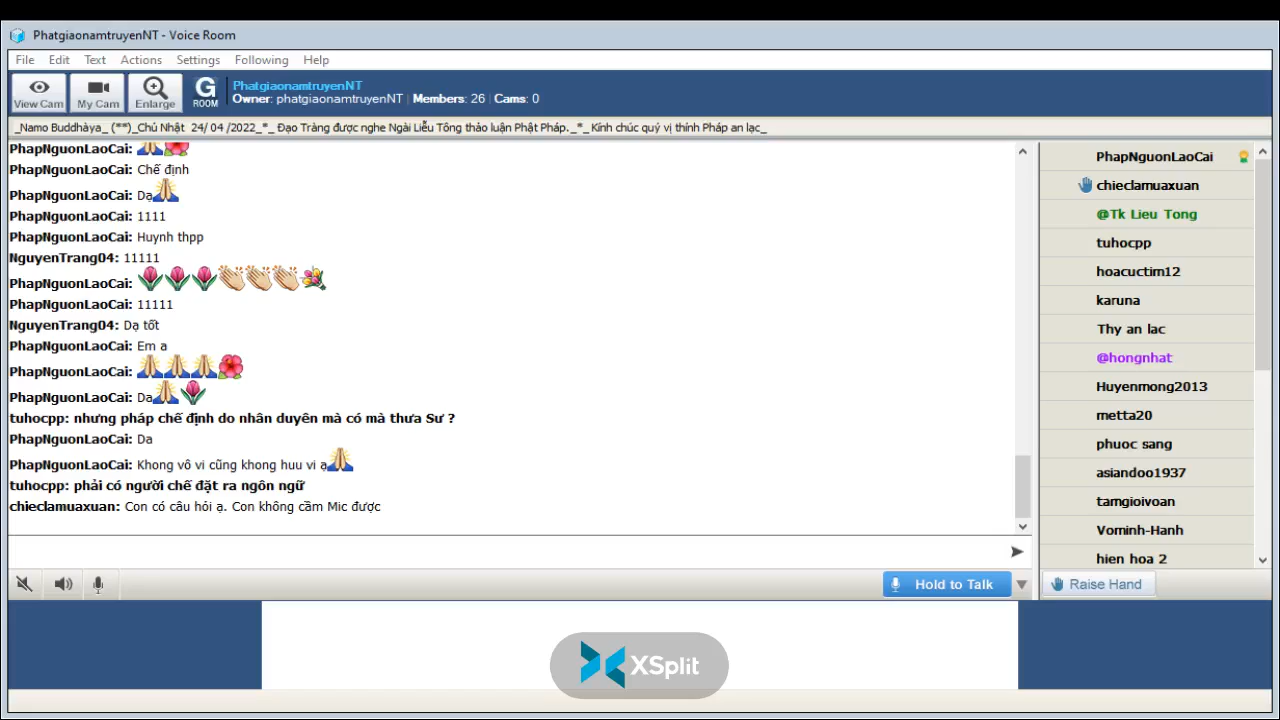 PhatgiaonamtruyenNT - Voice Room
File Edit Text Actions Settings Following Help
View Cam My Cam Enlarge G ROOM
PhatgiaonamtruyenNT
Owner: phatgiaonamtruyenNT | Members: 26 | Cams: 0
_Namo Buddhàya_ (**)_Chủ Nhật 24/ 04 /2022_*_ Đạo Tràng được nghe Ngài Liễu Tông thảo luận Phật Pháp._*_ Kính chúc quý vị thính Pháp an lạc_
PhapNguonLaoCai:
PhapNguonLaoCai: Chế định
PhapNguonLaoCai: Dạ
PhapNguonLaoCai: 1111
PhapNguonLaoCai: Huynh thpp
NguyenTrang04: 11111
PhapNguonLaoCai:
PhapNguonLaoCai: 11111
NguyenTrang04: Dạ tốt
PhapNguonLaoCai: Em a
PhapNguonLaoCai:
PhapNguonLaoCai: Da
tuhocpp: nhưng pháp chế định do nhân duyên mà có mà thưa Sư ?
PhapNguonLaoCai: Da
PhapNguonLaoCai: Khong vô vi cũng khong huu vi ạ
tuhocpp: phải có người chế đặt ra ngôn ngữ
chieclamuaxuan: Con có câu hỏi ạ. Con không cầm Mic được
PhapNguonLaoCai
chieclamuaxuan
@Tk Lieu Tong
tuhocpp
hoacuctim12
karuna
Thy an lac
@hongnhat
Huyenmong2013
metta20
phuoc sang
asiandoo1937
tamgioivoan
Vominh-Hanh
hien hoa 2
Hold to Talk
Raise Hand
XSplit